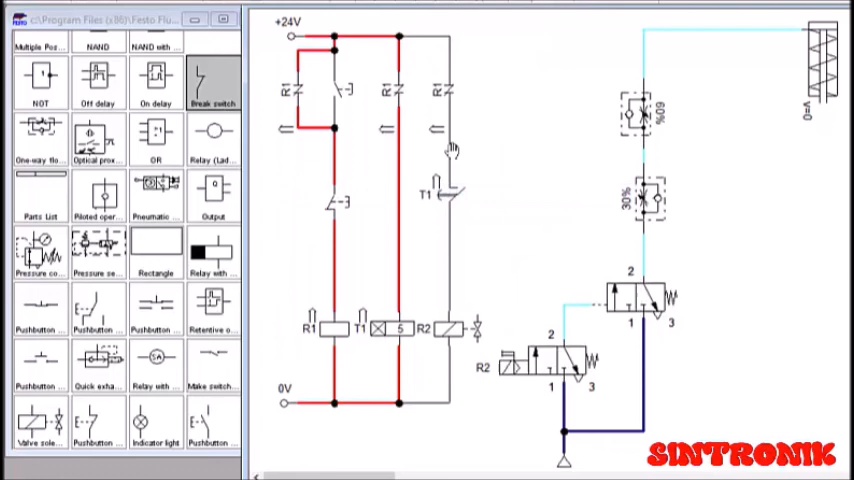 c:\Program Files (x86)\Festo Flu...
Multiple Pos...
NAND
NAND with ...
NOT
Off delay
On delay
Break switch
One-way flo...
Optical prox...
OR
Relay (Lad...
Parts List
Piloted oper...
Pneumatic ...
Output
Pressure co...
Pressure se...
Rectangle
Relay with...
Pushbutton ...
Pushbutton ...
Pushbutton ...
Retentive o...
Pushbutton ...
Quick exha...
Relay with ...
Make switch...
Valve sole...
Pushbutton ...
Indicator light
Pushbutton ...
+24V
R1
R1
R1
T1
R1
T1
5
R2
0V
v=0
60%
30%
2
1
3
2
R2
1
3
SINTRONIK